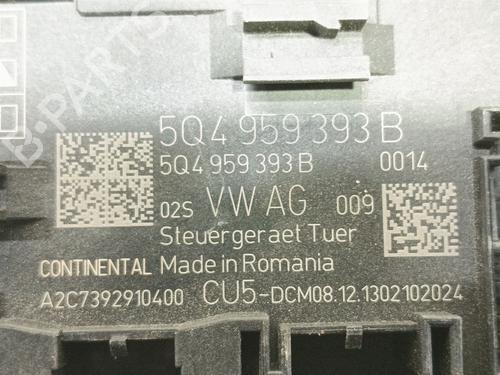 B-PARTS
5Q4 959 393 B
5Q4 959 393 B 0014
02S VW AG 009
Steuergeraet Tuer
CONTINENTAL Made in Romania
A2C7392910400 CU5-DCM08.12.1302102024